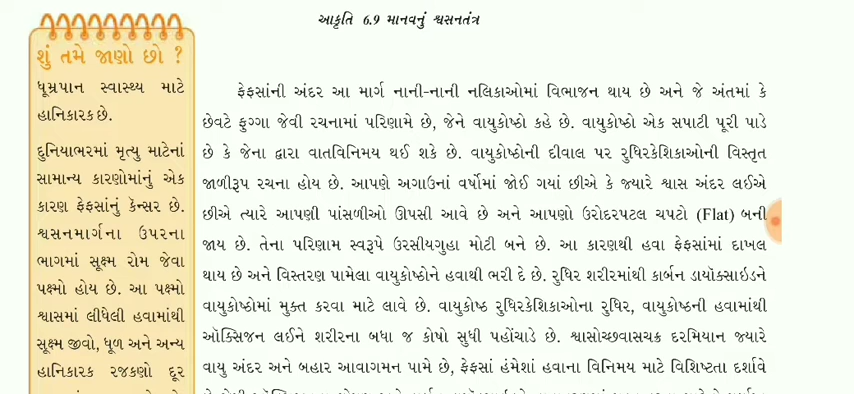 આકૃતિ 6.9 માનવનું શ્વસનતંત્ર
શું તમે જાણો છો ?
ધૂમ્રપાન સ્વાસ્થ્ય માટે
હાનિકારક છે.
દુનિયાભરમાં મૃત્યુ માટેનાં
સામાન્ય કારણોમાંનું એક
કારણ ફેફસાંનું કૅન્સર છે.
શ્વસનમાર્ગના ઉપરના
ભાગમાં સૂક્ષ્મ રોમ જેવા
પક્ષ્મો હોય છે. આ પક્ષ્મો
શ્વાસમાં લીધેલી હવામાંથી
સૂક્ષ્મ જીવો, ધૂળ અને અન્ય
હાનિકારક રજકણો દૂર
ફેફસાંની અંદર આ માર્ગ નાની-નાની નલિકાઓમાં વિભાજન થાય છે અને જે અંતમાં કે
છેવટે ફુગ્ગા જેવી રચનામાં પરિણામે છે, જેને વાયુકોષ્ઠો કહે છે. વાયુકોષ્ઠો એક સપાટી પૂરી પાડે
છે કે જેના દ્વારા વાતવિનિમય થઈ શકે છે. વાયુકોષ્ઠોની દીવાલ પર રુધિરકેશિકાઓની વિસ્તૃત
જાળીરૂપ રચના હોય છે. આપણે અગાઉનાં વર્ષોમાં જોઈ ગયાં છીએ કે જ્યારે શ્વાસ અંદર લઈએ
છીએ ત્યારે આપણી પાંસળીઓ ઊપસી આવે છે અને આપણો ઉરોદરપટલ ચપટો (Flat) બની
જાય છે. તેના પરિણામ સ્વરૂપે ઉરસીયગુહા મોટી બને છે. આ કારણથી હવા ફેફસાંમાં દાખલ
થાય છે અને વિસ્તરણ પામેલા વાયુકોષ્ઠોને હવાથી ભરી દે છે. રુધિર શરીરમાંથી કાર્બન ડાયૉક્સાઇડને
વાયુકોષ્ઠોમાં મુક્ત કરવા માટે લાવે છે. વાયુકોષ્ઠ રુધિરકેશિકાઓના રુધિર, વાયુકોષ્ઠની હવામાંથી
ઑક્સિજન લઈને શરીરના બધા જ કોષો સુધી પહોંચાડે છે. શ્વાસોચ્છવાસચક્ર દરમિયાન જ્યારે
વાયુ અંદર અને બહાર આવાગમન પામે છે, ફેફસાં હંમેશાં હવાના વિનિમય માટે વિશિષ્ટતા દર્શાવે